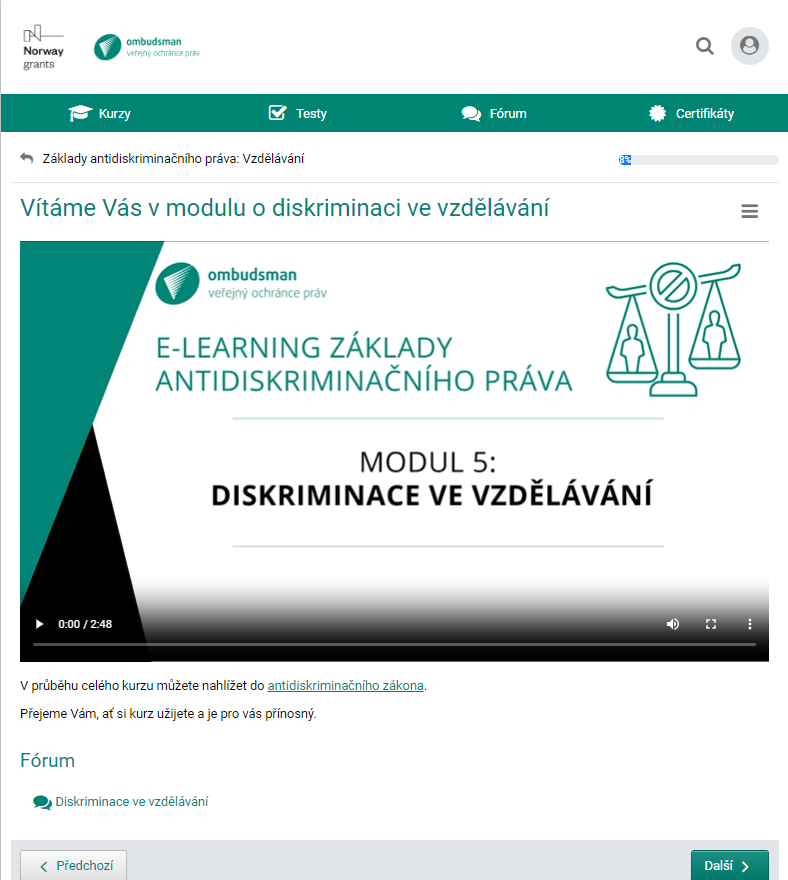 Norway
grants
ombudsman
veřejný ochránce práv
Kurzy
Testy
Fórum
Certifikáty
Základy antidiskriminačního práva: Vzdělávání
8%
Vítáme Vás v modulu o diskriminaci ve vzdělávání
ombudsman
veřejný ochránce práv
E-LEARNING ZÁKLADY
ANTIDISKRIMINAČNÍHO PRÁVA
MODUL 5:
DISKRIMINACE VE VZDĚLÁVÁNÍ
0:00 / 2:48
V průběhu celého kurzu můžete nahlížet do antidiskriminačního zákona.
Přejeme Vám, ať si kurz užijete a je pro vás přínosný.
Fórum
Diskriminace ve vzdělávání
Předchozí
Další